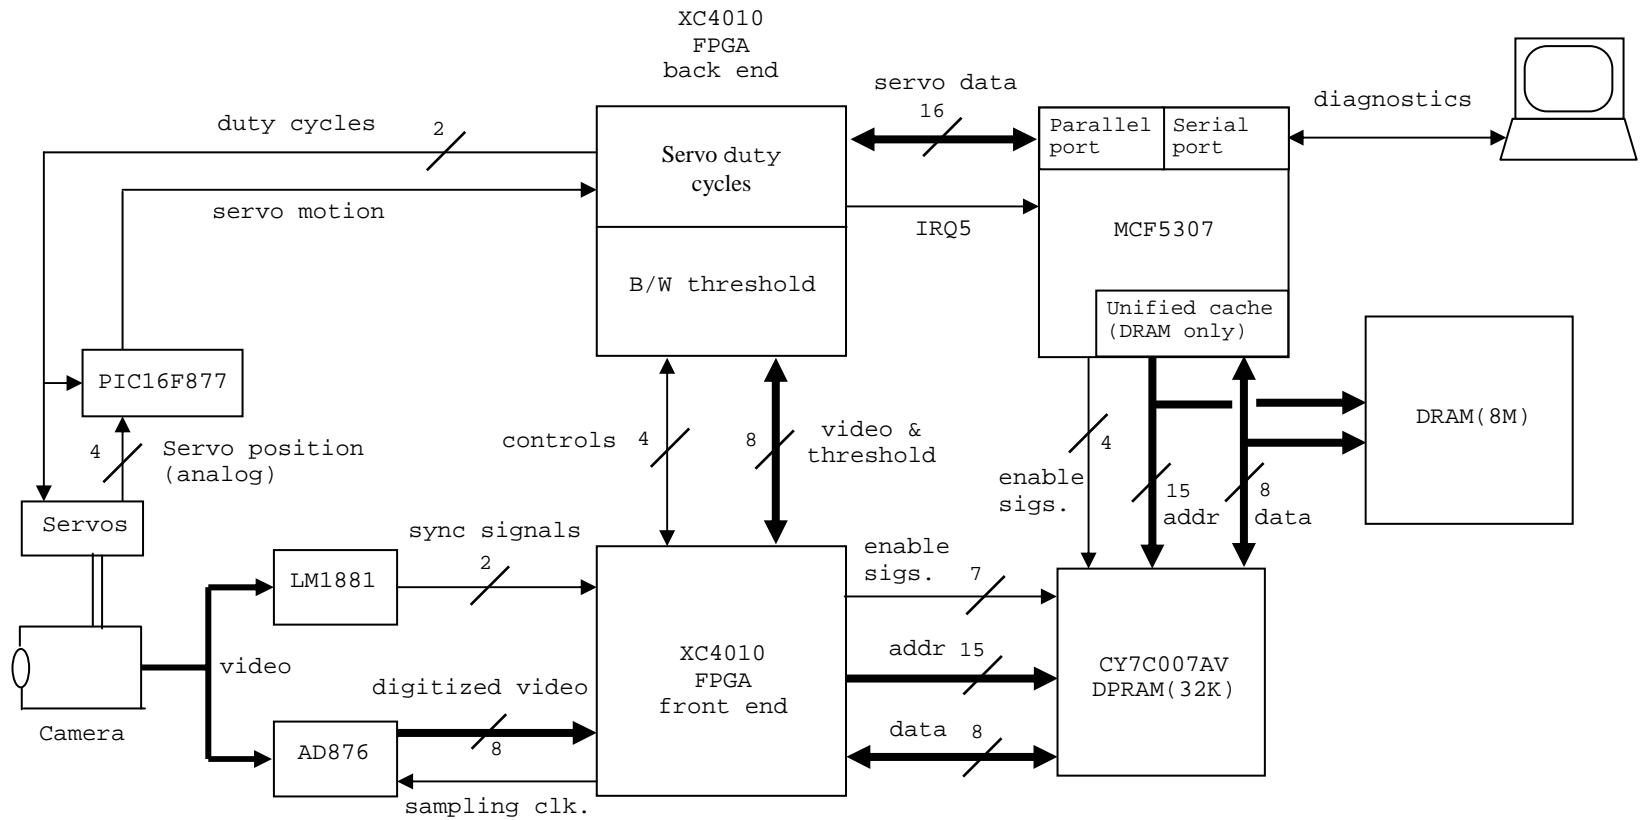 XC4010
FPGA
back end
servo data
16
diagnostics
duty cycles
2
Servo duty
cycles
Parallel
port
Serial
port
servo motion
IRQ5
MCF5307
B/W threshold
Unified cache
(DRAM only)
PIC16F877
DRAM(8M)
4
Servo position
(analog)
controls
4
8
video &
threshold
4
enable
sigs.
15
addr
8
data
Servos
sync signals
2
enable
sigs.
7
LM1881
video
XC4010
FPGA
front end
addr
15
CY7C007AV
DPRAM(32K)
digitized video
8
Camera
AD876
data
8
sampling clk.